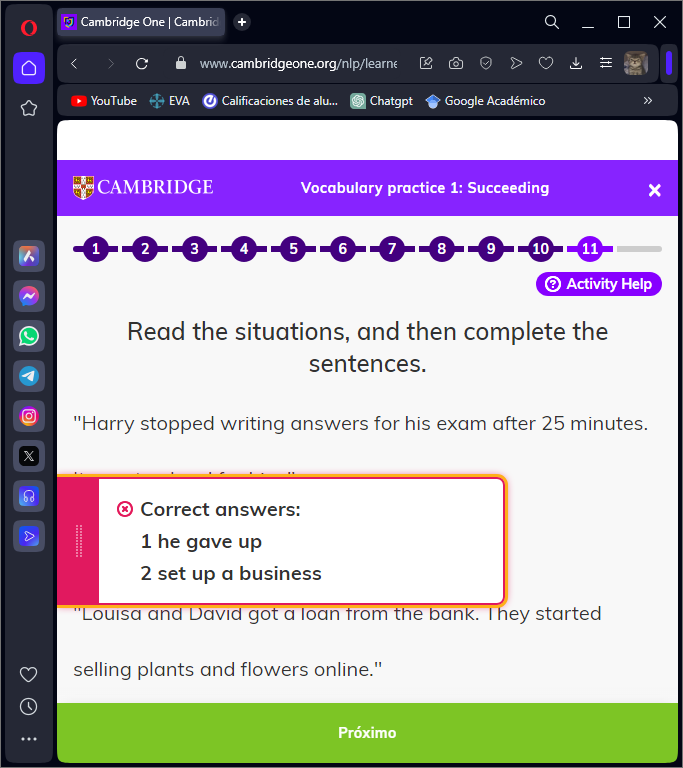 Cambridge One | Cambrid
www.cambridgeone.org/nlp/learne
YouTube EVA Calificaciones de alu... Chatgpt Google Académico »
CAMBRIDGE Vocabulary practice 1: Succeeding
1 2 3 4 5 6 7 8 9 10 11
Activity Help
Read the situations, and then complete the
sentences.
"Harry stopped writing answers for his exam after 25 minutes.
Correct answers:
1 he gave up
2 set up a business
"Louisa and David got a loan from the bank. They started
selling plants and flowers online."
Próximo